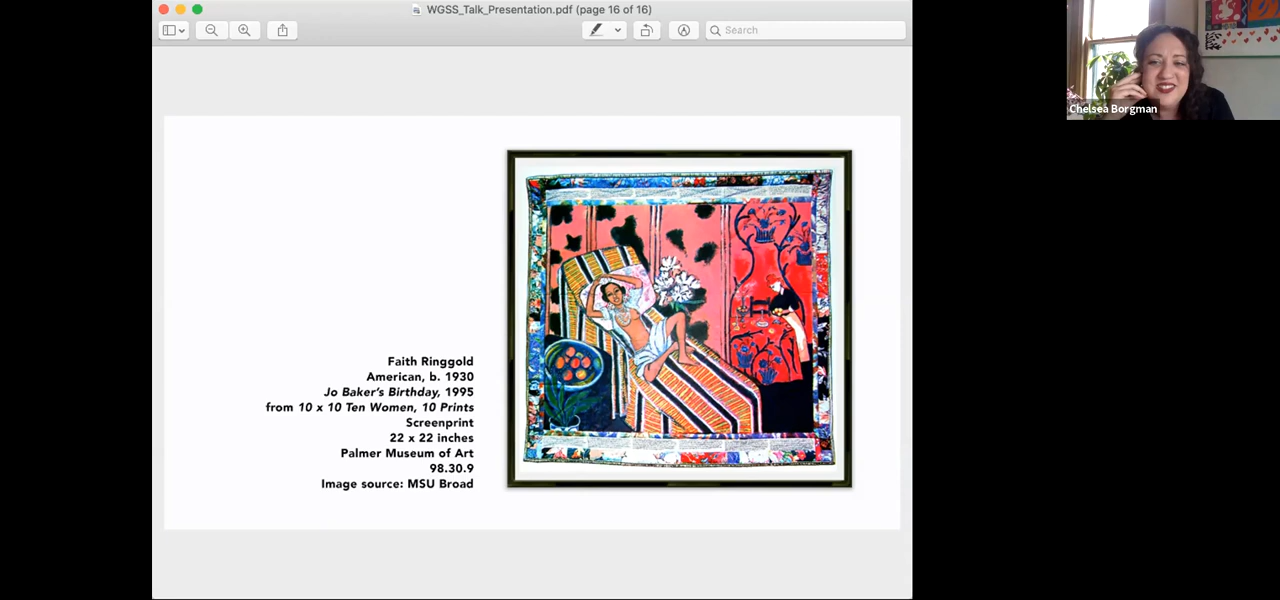 WGSS_Talk_Presentation.pdf (page 16 of 16)
Search
Chelsea Borgman
Faith Ringgold
American, b. 1930
Jo Baker's Birthday, 1995
from 10 x 10 Ten Women, 10 Prints
Screenprint
22 x 22 inches
Palmer Museum of Art
98.30.9
Image source: MSU Broad